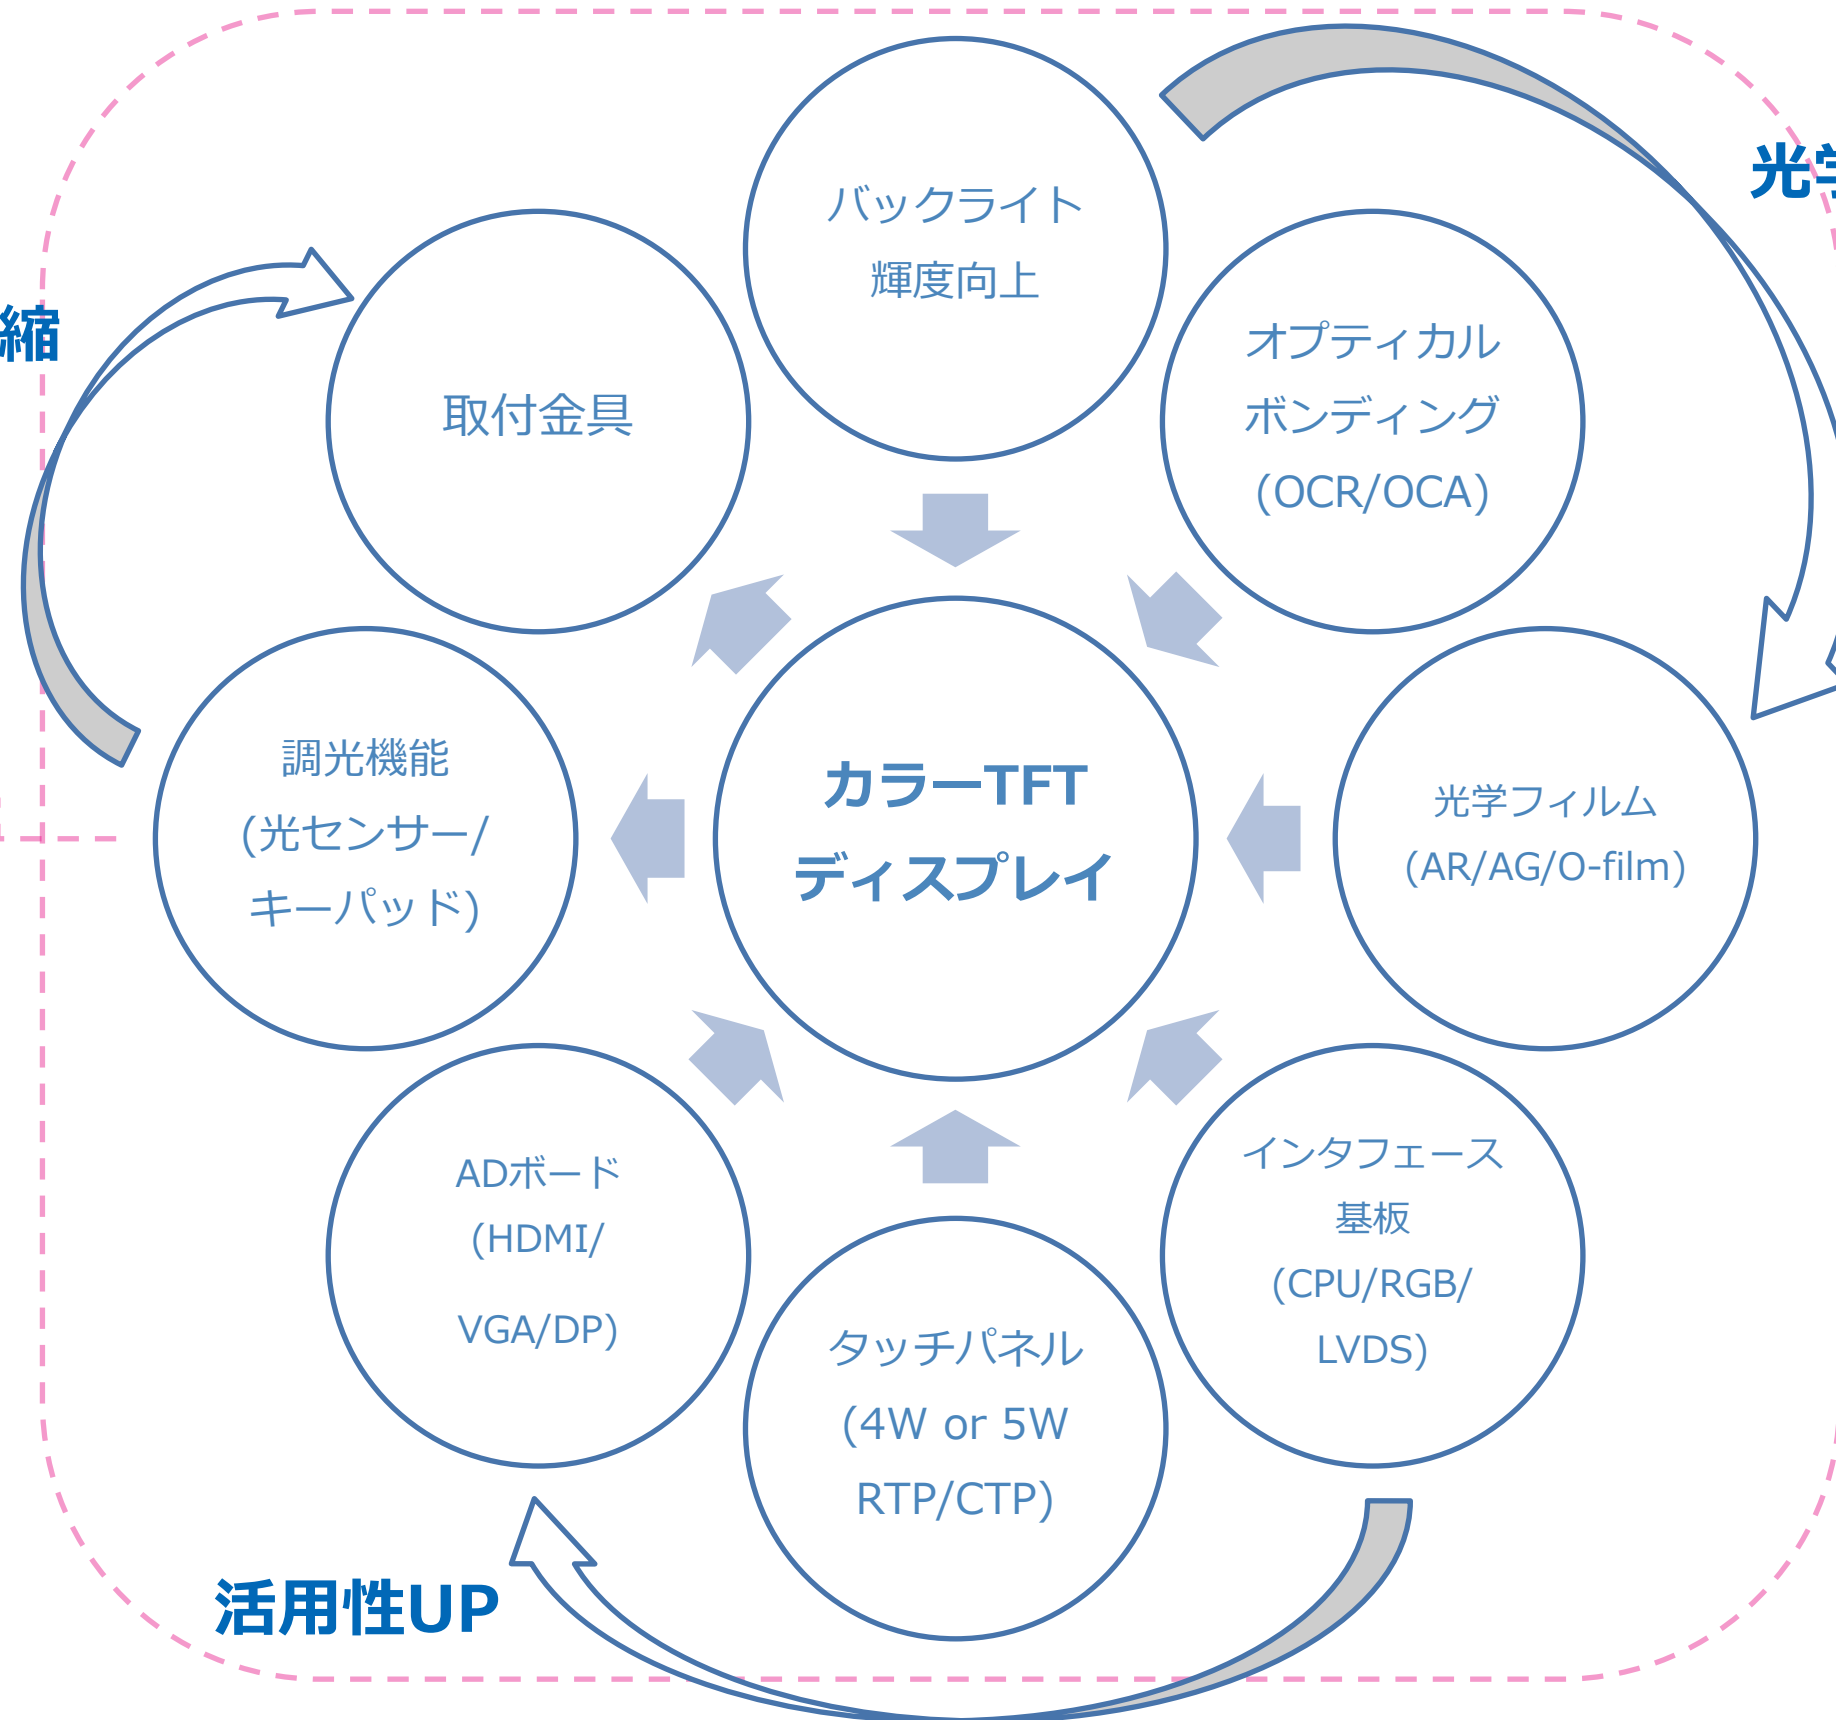 バックライト
輝度向上
光学
オプティカル
ボンディング
(OCR/OCA)
縮
取付金具
調光機能
(光センサー/
キーパッド)
カラーTFT
ディスプレイ
光学フィルム
(AR/AG/O-film)
ADボード
(HDMI/
VGA/DP)
インタフェース
基板
(CPU/RGB/
LVDS)
タッチパネル
(4W or 5W
RTP/CTP)
活用性UP